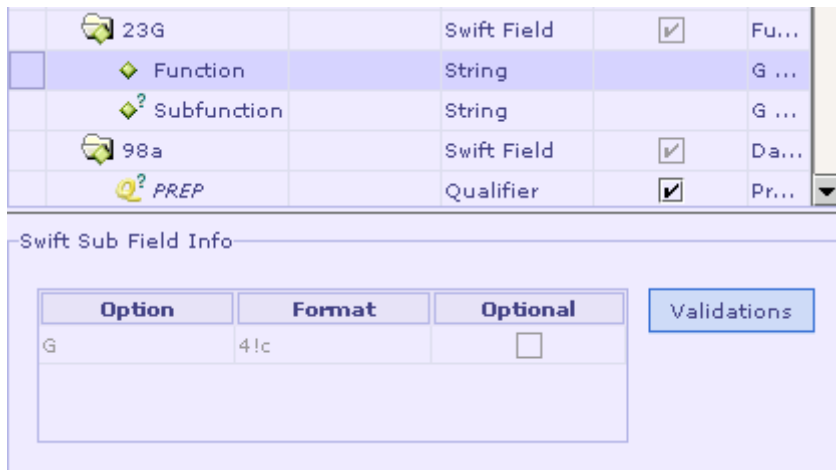 23G Swift Field Fu...
Function String G ...
? Subfunction String G ...
98a Swift Field Da...
Q? PREP Qualifier Pr...
Swift Sub Field Info
Option Format Optional
Validations
G 4!c